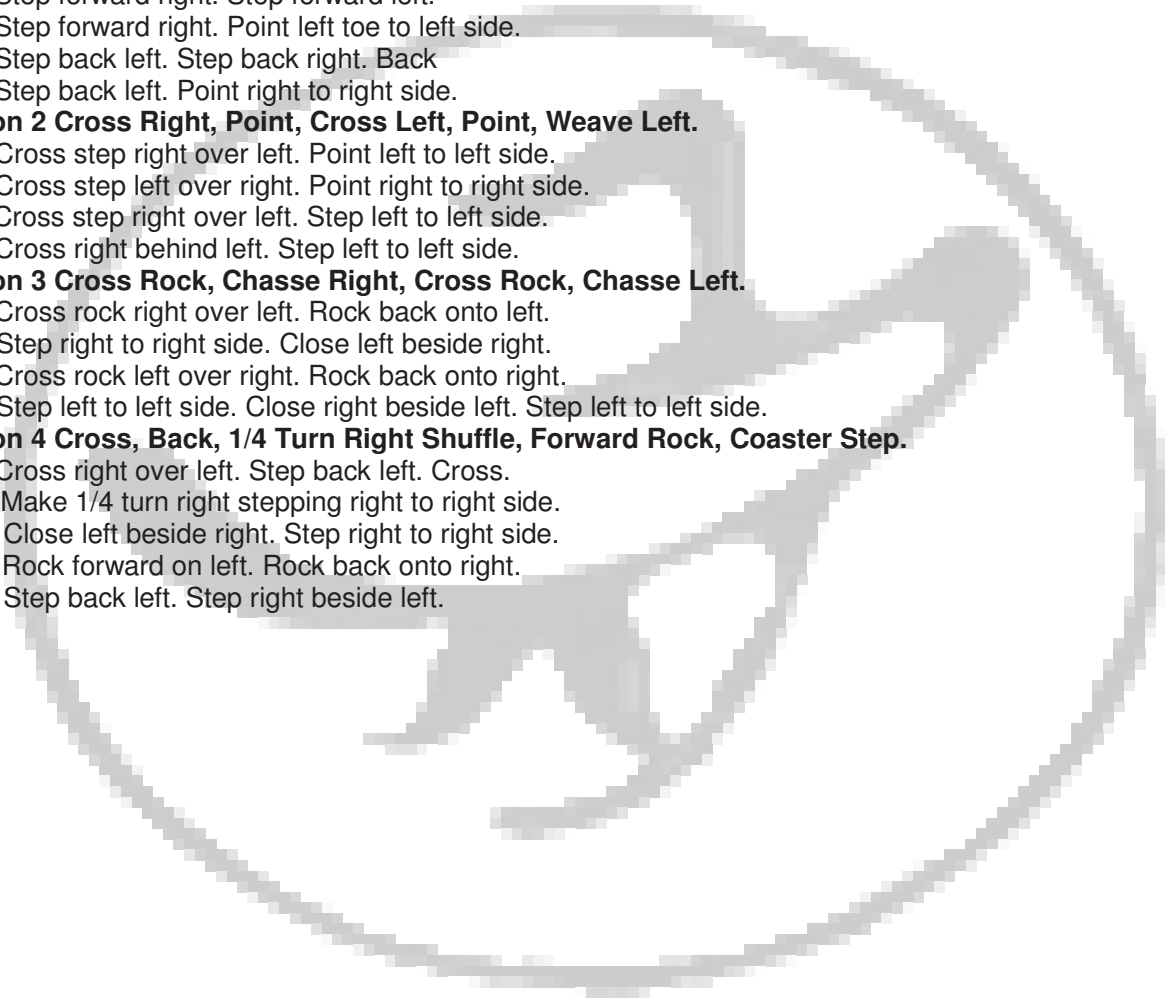 Step forward right. Step forward left.
Step forward right. Point left toe to left side.
Step back left. Step back right. Back
Step back left. Point right to right side.
on 2 Cross Right, Point, Cross Left, Point, Weave Left.
Cross step right over left. Point left to left side.
Cross step left over right. Point right to right side.
Cross step right over left. Step left to left side.
Cross right behind left. Step left to left side.
on 3 Cross Rock, Chasse Right, Cross Rock, Chasse Left.
Cross rock right over left. Rock back onto left.
Step right to right side. Close left beside right.
Cross rock left over right. Rock back onto right.
Step left to left side. Close right beside left. Step left to left side.
on 4 Cross, Back, 1/4 Turn Right Shuffle, Forward Rock, Coaster Step.
Cross right over left. Step back left. Cross.
Make 1/4 turn right stepping right to right side.
Close left beside right. Step right to right side.
Rock forward on left. Rock back onto right.
Step back left. Step right beside left.